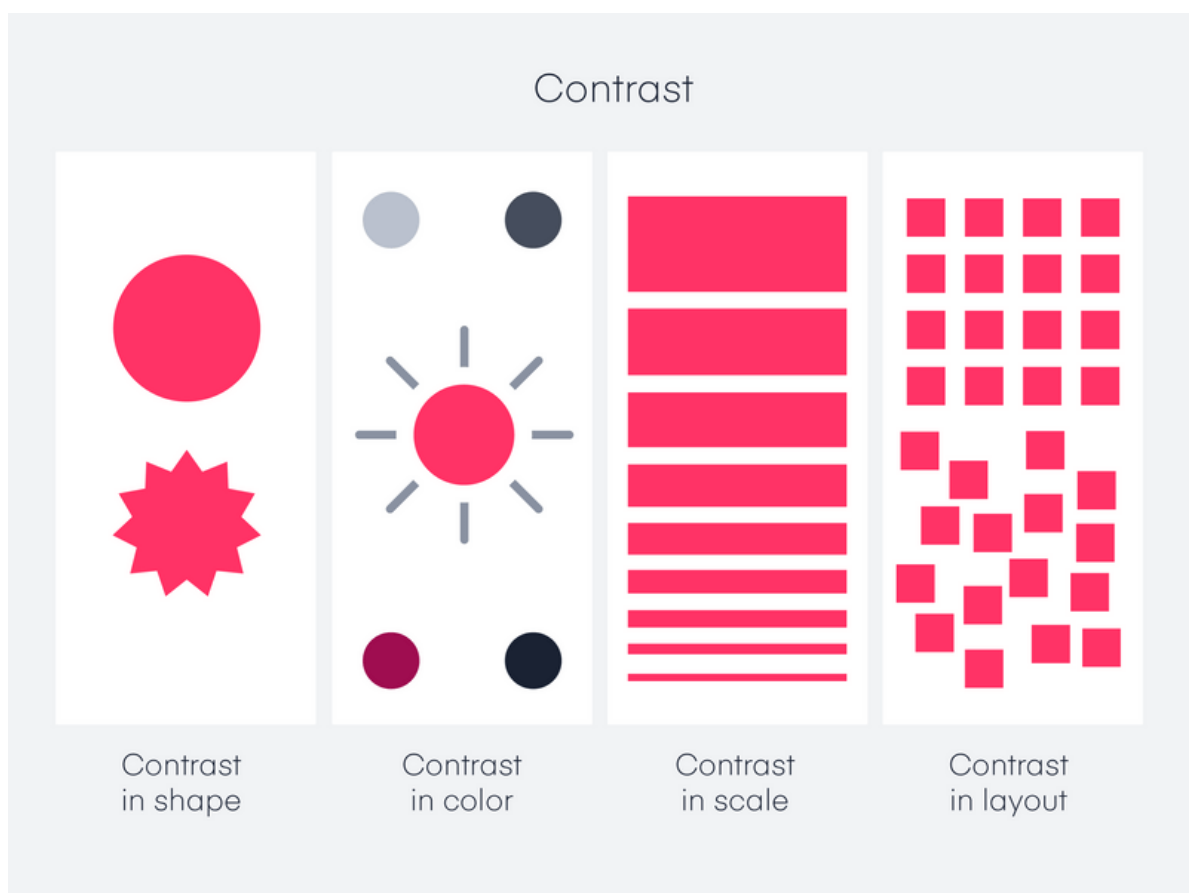 Contrast
Contrast
in shape
Contrast
in color
Contrast
in scale
Contrast
in layout